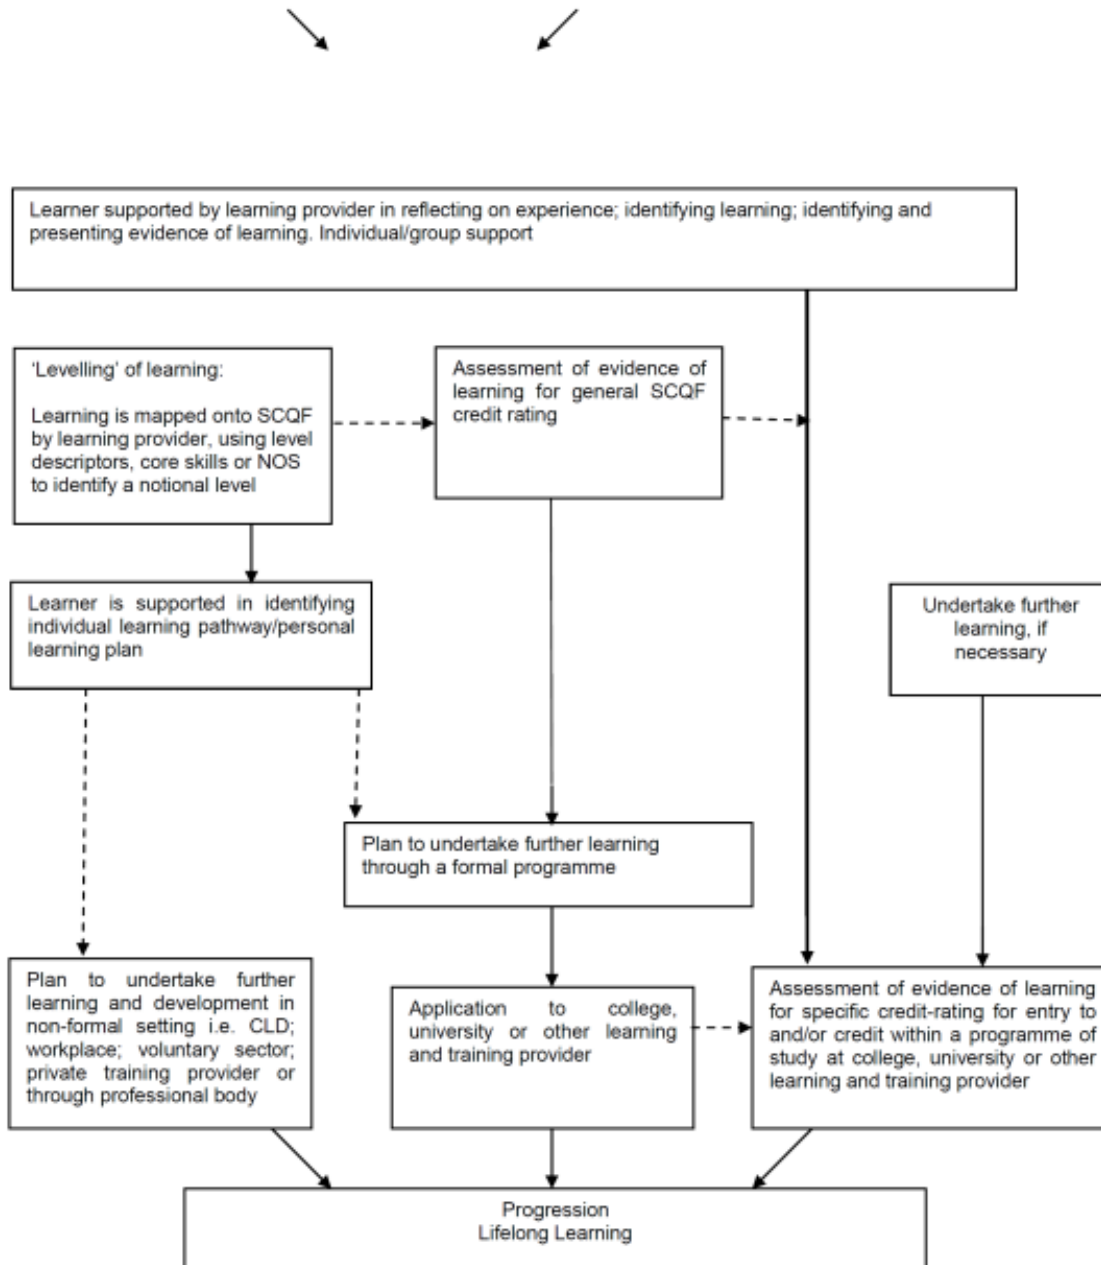 Learner supported by learning provider in reflecting on experience; identifying learning; identifying and
presenting evidence of learning. Individual/group support
'Levelling' of learning:
Learning is mapped onto SCQF
by learning provider, using level
descriptors, core skills or NOS
to identify a notional level
Assessment of evidence of
learning for general SCQF
credit rating
Learner is supported in identifying
individual learning pathway/personal
learning plan
Undertake further
learning, if
necessary
Plan to undertake further learning
through a formal programme
Plan to undertake further
learning and development in
non-formal setting i.e. CLD;
workplace; voluntary sector;
private training provider or
through professional body
Application to college,
university or other learning
and training provider
Assessment of evidence of learning
for specific credit-rating for entry to
and/or credit within a programme of
study at college, university or other
learning and training provider
Progression
Lifelong Learning